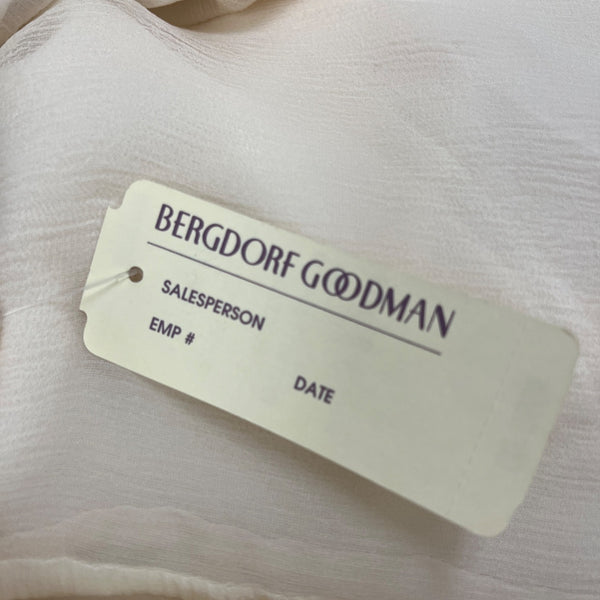 BERGDORF GOODMAN
SALESPERSON
EMP #
DATE